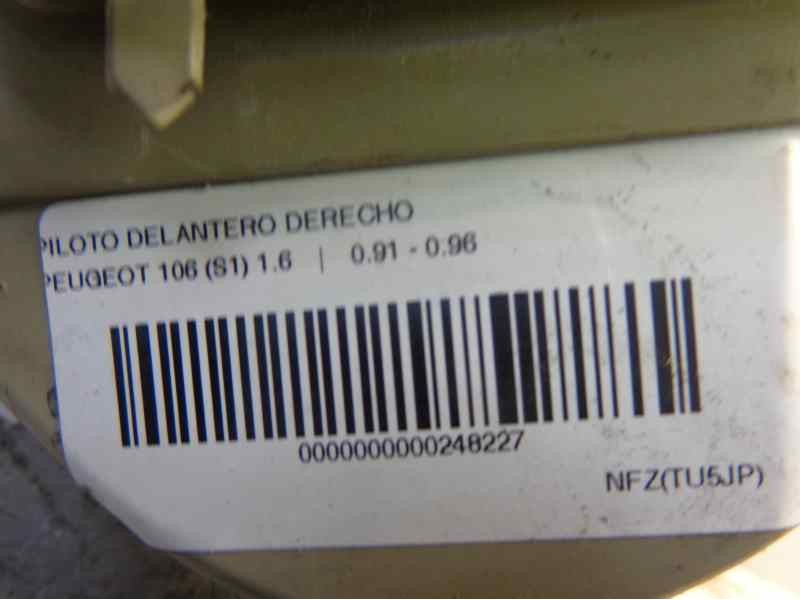 PILOTO DELANTERO DERECHO
PEUGEOT 106 (S1) 1.6 | 0.91 - 0.96
0000000000248227
NFZ(TU5JP)